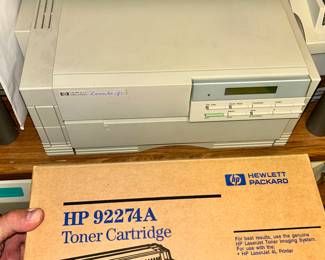 hp
HEWLETT
PACKARD
HP 92274A
Toner Cartridge
For best results, use the genuine
HP LaserJet Toner Imaging System.
For use with the:
• HP LaserJet 4L Printer